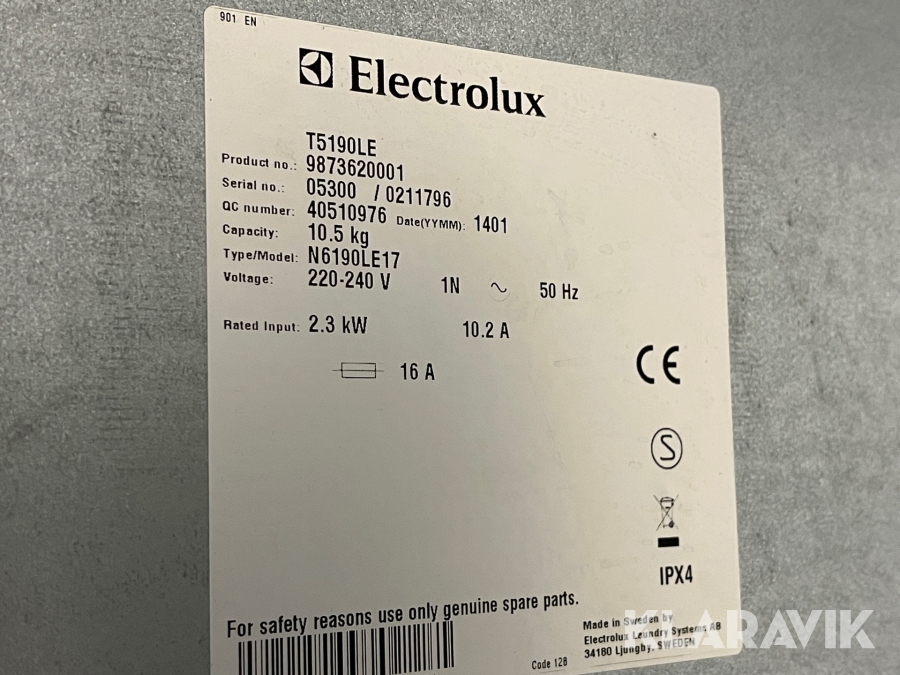 901 EN
Electrolux
T5190LE
Product no.: 9873620001
Serial no.: 05300 / 0211796
QC number: 40510976 Date(YYMM): 1401
Capacity: 10.5 kg
Type/Model: N6190LE17
Voltage: 220-240 V 1N ~ 50 Hz
Rated Input: 2.3 kW 10.2 A
16 A
CE
S
IPX4
For safety reasons use only genuine spare parts.
Made in Sweden by
Electrolux Laundry Systems AB
34180 Ljungby, SWEDEN
Code 128
KLARAVIK